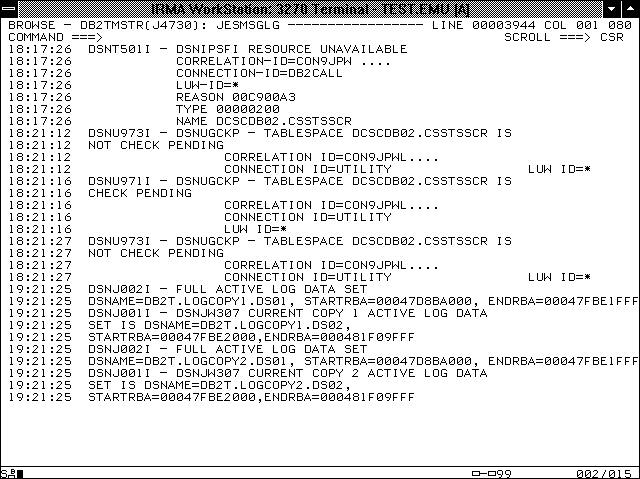 IRMA WorkStation: 3270 Terminal - TEST.EMU [A]
BROWSE - DB2TMSTR(J4730): JESMSGLG ----------------- LINE 00003944 COL 001 080
COMMAND ===> SCROLL ===> CSR
18:17:26 DSNT501I - DSNIPSFI RESOURCE UNAVAILABLE
18:17:26 CORRELATION-ID=CON9JPW ....
18:17:26 CONNECTION-ID=DB2CALL
18:17:26 LUW-ID=*
18:17:26 REASON 00C900A3
18:17:26 TYPE 00000200
18:17:26 NAME DCSCDB02.CSSTSSCR
18:21:12 DSNU973I - DSNUGCKP - TABLESPACE DCSCDB02.CSSTSSCR IS
18:21:12 NOT CHECK PENDING
18:21:12 CORRELATION ID=CON9JPWL....
18:21:12 CONNECTION ID=UTILITY LUW ID=*
18:21:16 DSNU971I - DSNUGCKP - TABLESPACE DCSCDB02.CSSTSSCR IS
18:21:16 CHECK PENDING
18:21:16 CORRELATION ID=CON9JPWL....
18:21:16 CONNECTION ID=UTILITY
18:21:16 LUW ID=*
18:21:27 DSNU973I - DSNUGCKP - TABLESPACE DCSCDB02.CSSTSSCR IS
18:21:27 NOT CHECK PENDING
18:21:27 CORRELATION ID=CON9JPWL....
18:21:27 CONNECTION ID=UTILITY LUW ID=*
19:21:25 DSNJ002I - FULL ACTIVE LOG DATA SET
19:21:25 DSNAME=DB2T.LOGCOPY1.DS01, STARTRBA=00047D8BA000, ENDRBA=00047FBE1FFF
19:21:25 DSNJ001I - DSNJW307 CURRENT COPY 1 ACTIVE LOG DATA
19:21:25 SET IS DSNAME=DB2T.LOGCOPY1.DS02,
19:21:25 STARTRBA=00047FBE2000,ENDRBA=000481F09FFF
19:21:25 DSNJ002I - FULL ACTIVE LOG DATA SET
19:21:25 DSNAME=DB2T.LOGCOPY2.DS01, STARTRBA=00047D8BA000, ENDRBA=00047FBE1FFF
19:21:25 DSNJ001I - DSNJW307 CURRENT COPY 2 ACTIVE LOG DATA
19:21:25 SET IS DSNAME=DB2T.LOGCOPY2.DS02,
19:21:25 STARTRBA=00047FBE2000,ENDRBA=000481F09FFF
99 002/015